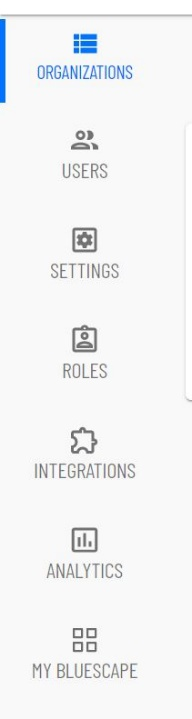 ORGANIZATIONS
USERS
SETTINGS
ROLES
INTEGRATIONS
ANALYTICS
MY BLUESCAPE